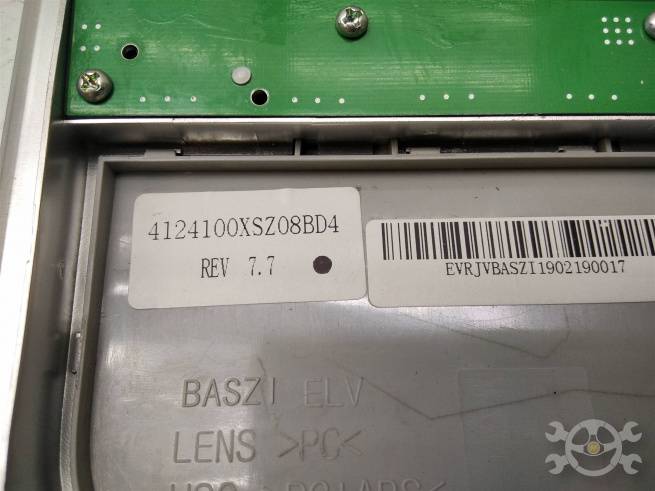 4124100XSZ08BD4
REV 7.7
EVRJVBASZI1902190017
BASZI ELV
LENS >PC<